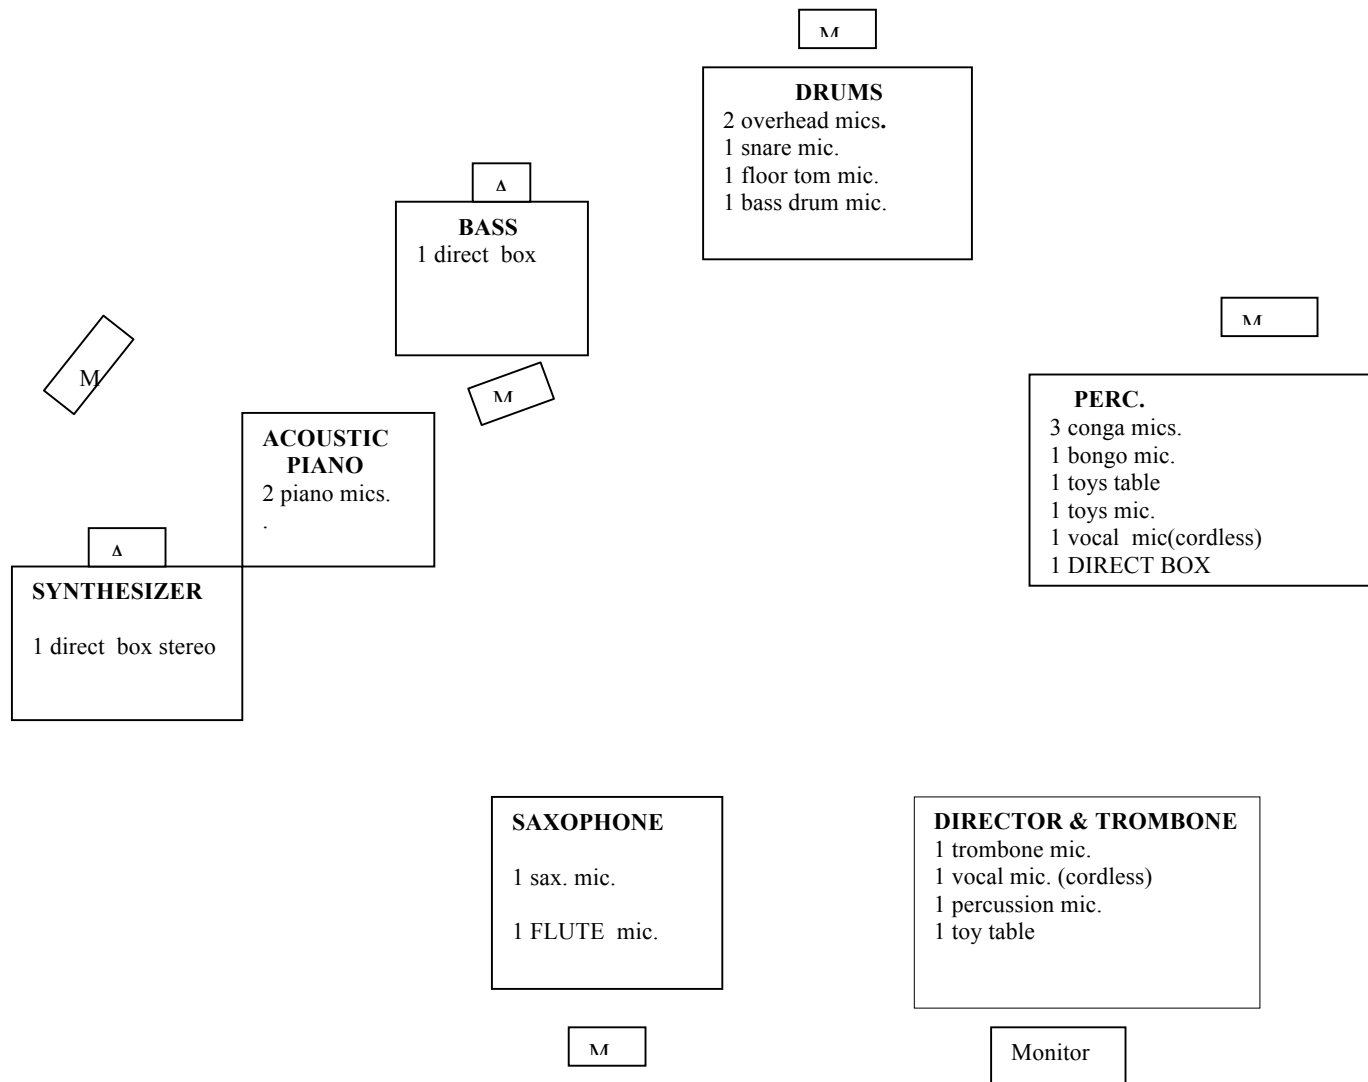 M
DRUMS
2 overhead mics.
1 snare mic.
1 floor tom mic.
1 bass drum mic.
A
BASS
1 direct  box
M
M
M
ACOUSTIC
PIANO
2 piano mics.
.
PERC.
3 conga mics.
1 bongo mic.
1 toys table
1 toys mic.
1 vocal  mic(cordless)
1 DIRECT BOX
A
SYNTHESIZER
1 direct  box stereo
SAXOPHONE
1 sax. mic.
1 FLUTE  mic.
DIRECTOR & TROMBONE
1 trombone mic.
1 vocal mic. (cordless)
1 percussion mic.
1 toy table
M
Monitor